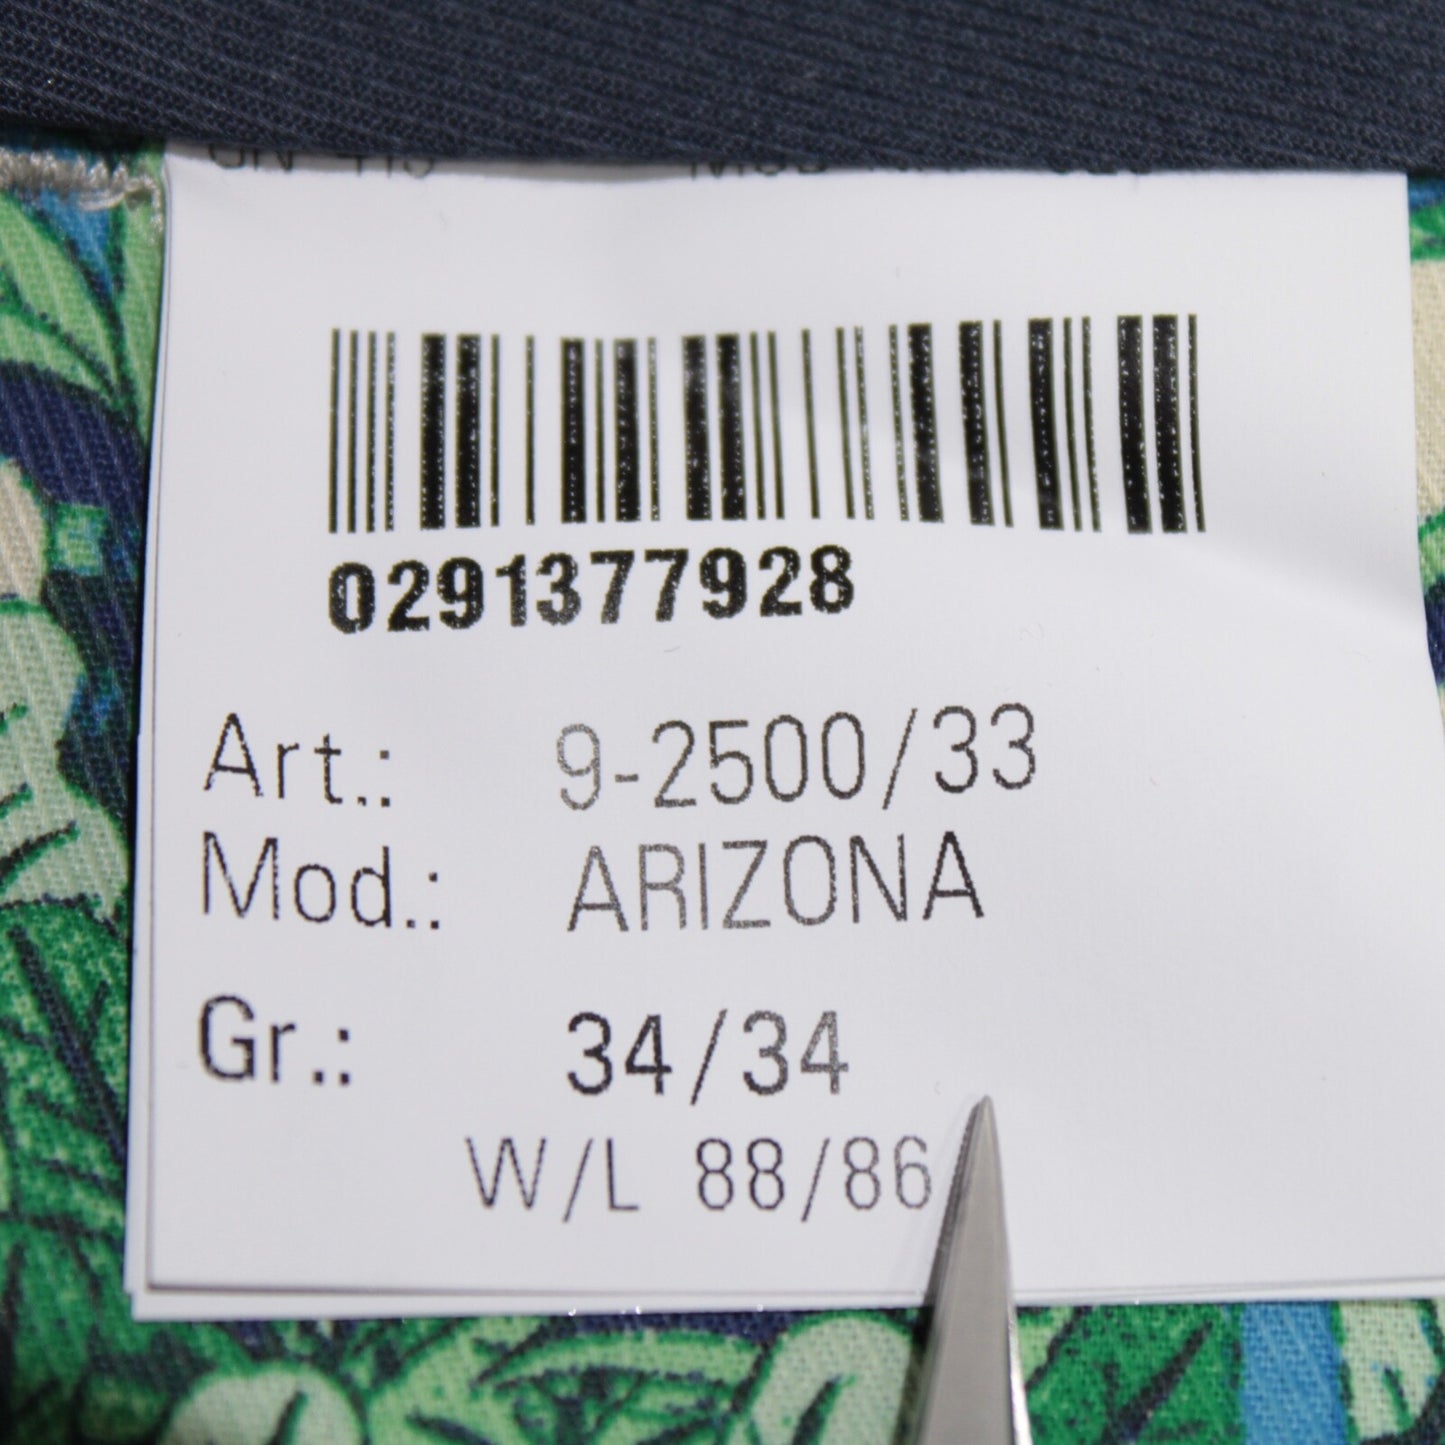 0291377928
Art.: 9-2500/33
Mod.: ARIZONA
Gr.: 34/34
W/L 88/86